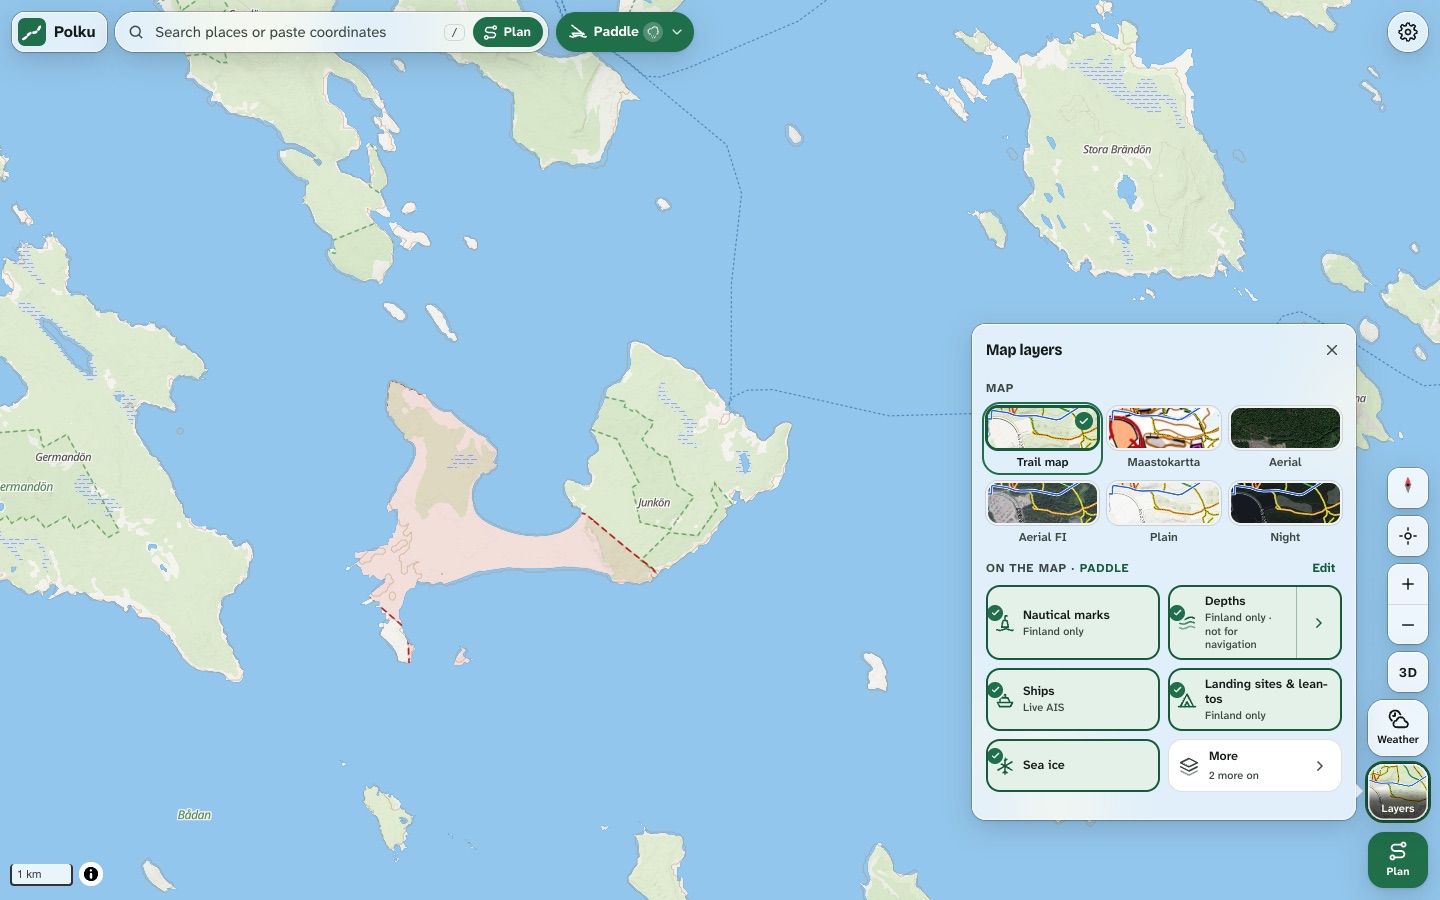 Polku
Search places or paste coordinates
/
Plan
Paddle
Stora Brändön
Germandön
ermandön
Junkön
Bådan
na
1 km
Map layers
MAP
Trail map
Maastokartta
Aerial
Aerial FI
Plain
Night
ON THE MAP · PADDLE
Edit
Nautical marks
Finland only
Depths
Finland only ·
not for
navigation
Ships
Live AIS
Landing sites & lean-
tos
Finland only
Sea ice
More
2 more on
3D
Weather
Layers
Plan